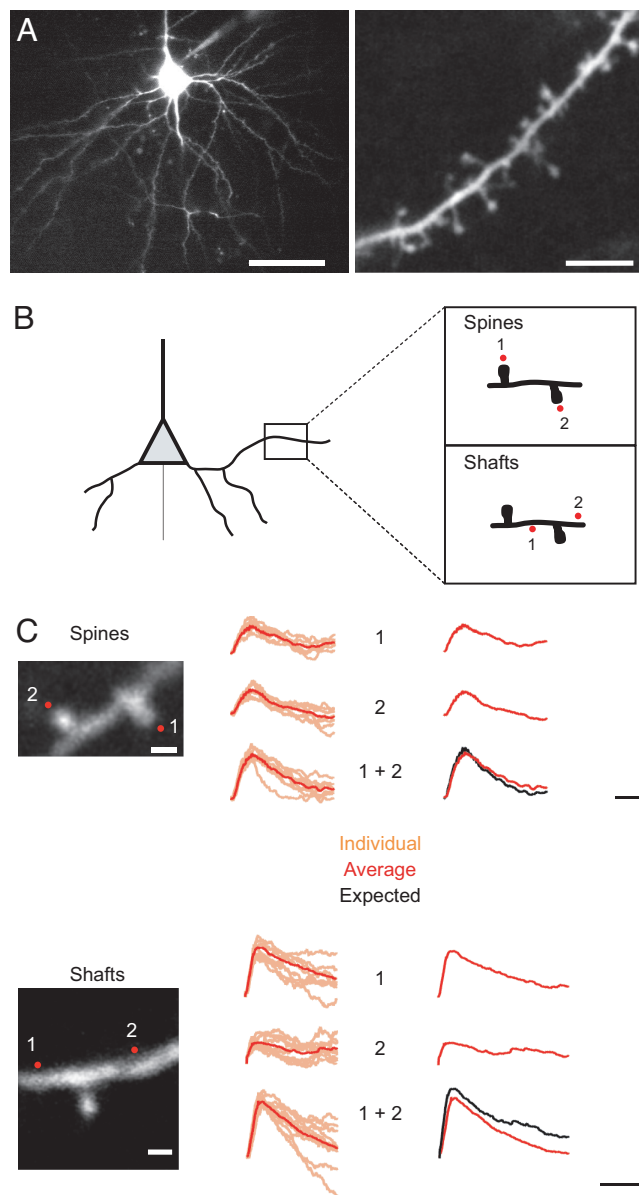 A
B
Spines
1
2
Shafts
2
1
C
Spines
2
1
1
2
1 + 2
Individual
Average
Expected
Shafts
1
2
1
2
1 + 2